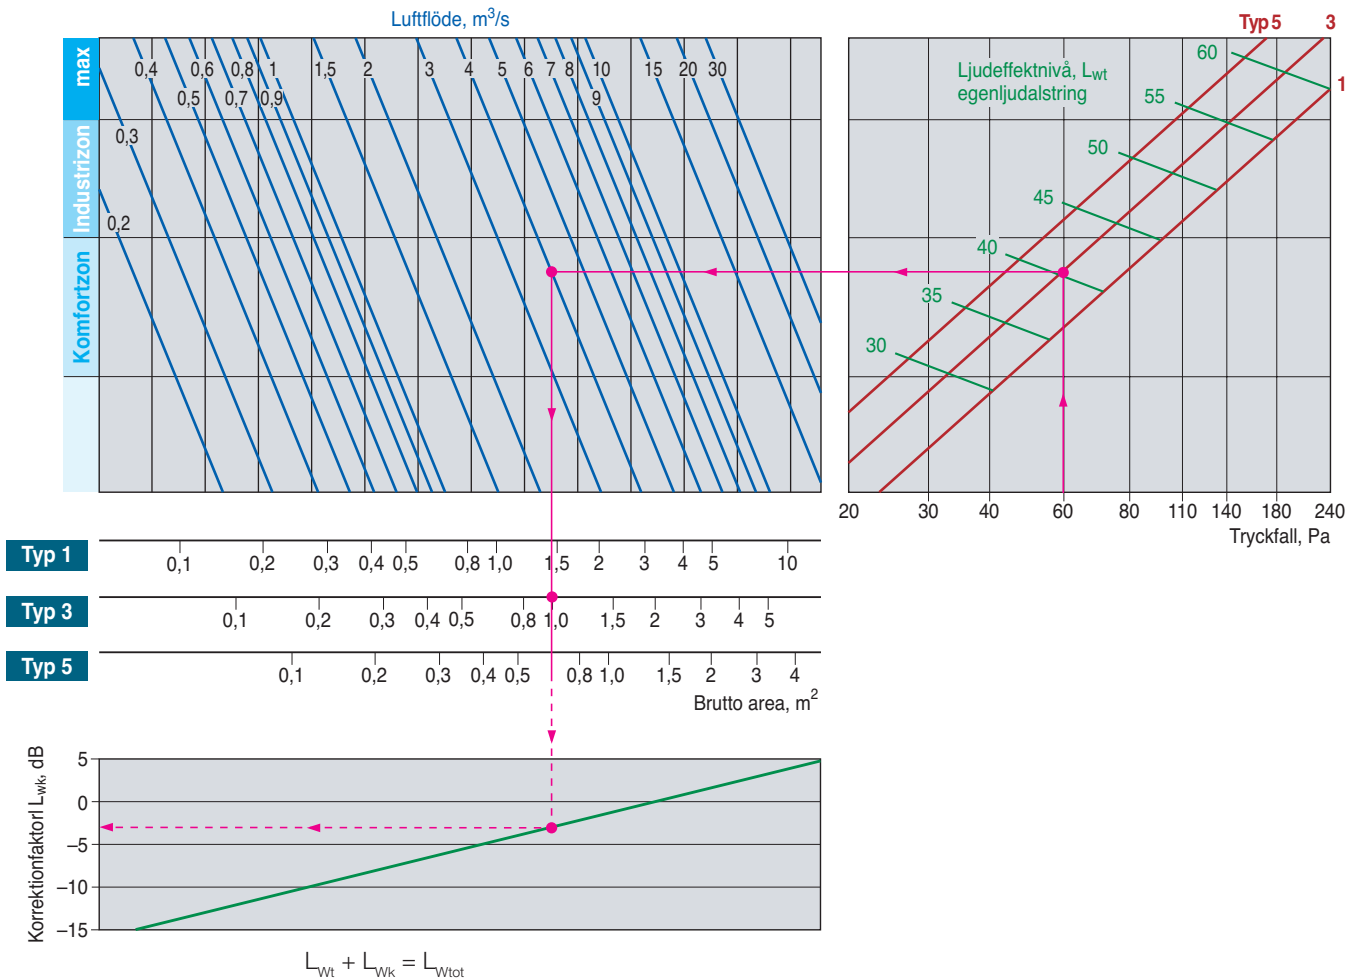 Luftflöde, m³/s
Typ 5 3
1
max
Industrizon
Komfortzon
0,4 0,6 0,8 1 1,5 2 3 4 5 6 7 8 10 15 20 30
0,5 0,7 0,9 9
0,3
0,2
Ljudeffektnivå, Lwt
egenljudalstring
60
55
50
45
40
35
30
20 30 40 60 80 110 140 180 240
Tryckfall, Pa
Typ 1
0,1 0,2 0,3 0,4 0,5 0,8 1,0 1,5 2 3 4 5 10
Typ 3
0,1 0,2 0,3 0,4 0,5 0,8 1,0 1,5 2 3 4 5
Typ 5
0,1 0,2 0,3 0,4 0,5 0,8 1,0 1,5 2 3 4
Brutto area, m²
Korrektionfaktorl Lwk, dB
5
0
–5
–10
–15
LWt + LWk = LWtot